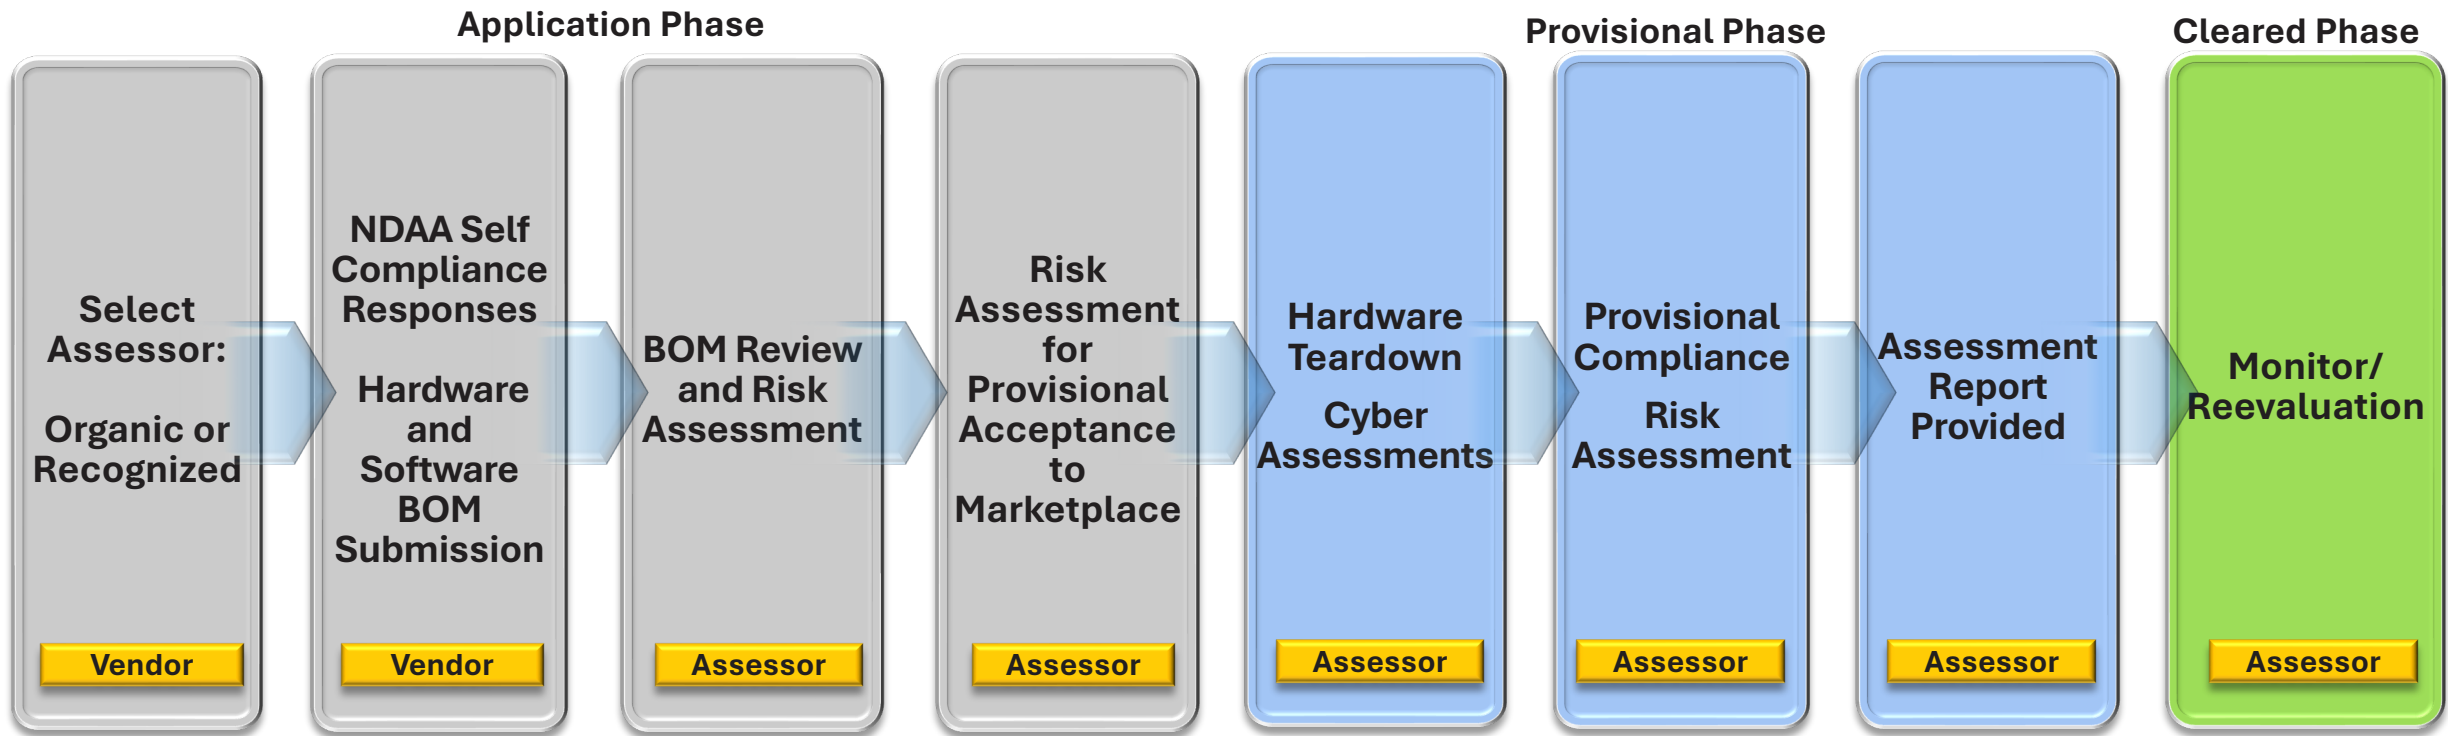 Application Phase
Provisional Phase
Cleared Phase
Select
Assessor:
Organic or
Recognized
Vendor
NDAA Self
Compliance
Responses
Hardware
and
Software
BOM
Submission
Vendor
BOM Review
and Risk
Assessment
Assessor
Risk
Assessment
for
Provisional
Acceptance
to
Marketplace
Assessor
Hardware
Teardown
Cyber
Assessments
Assessor
Provisional
Compliance
Risk
Assessment
Assessor
Assessment
Report
Provided
Assessor
Monitor/
Reevaluation
Assessor